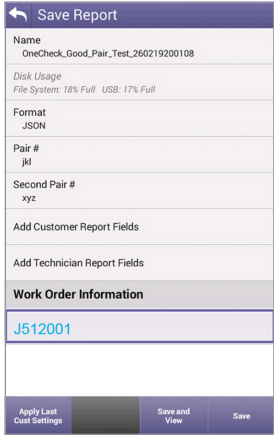 Save Report
Name
OneCheck_Good_Pair_Test_260219200108
Disk Usage
File System: 18% Full USB: 17% Full
Format
JSON
Pair #
jkl
Second Pair #
xyz
Add Customer Report Fields
Add Technician Report Fields
Work Order Information
J512001
Apply Last
Cust Settings
Save and
View
Save